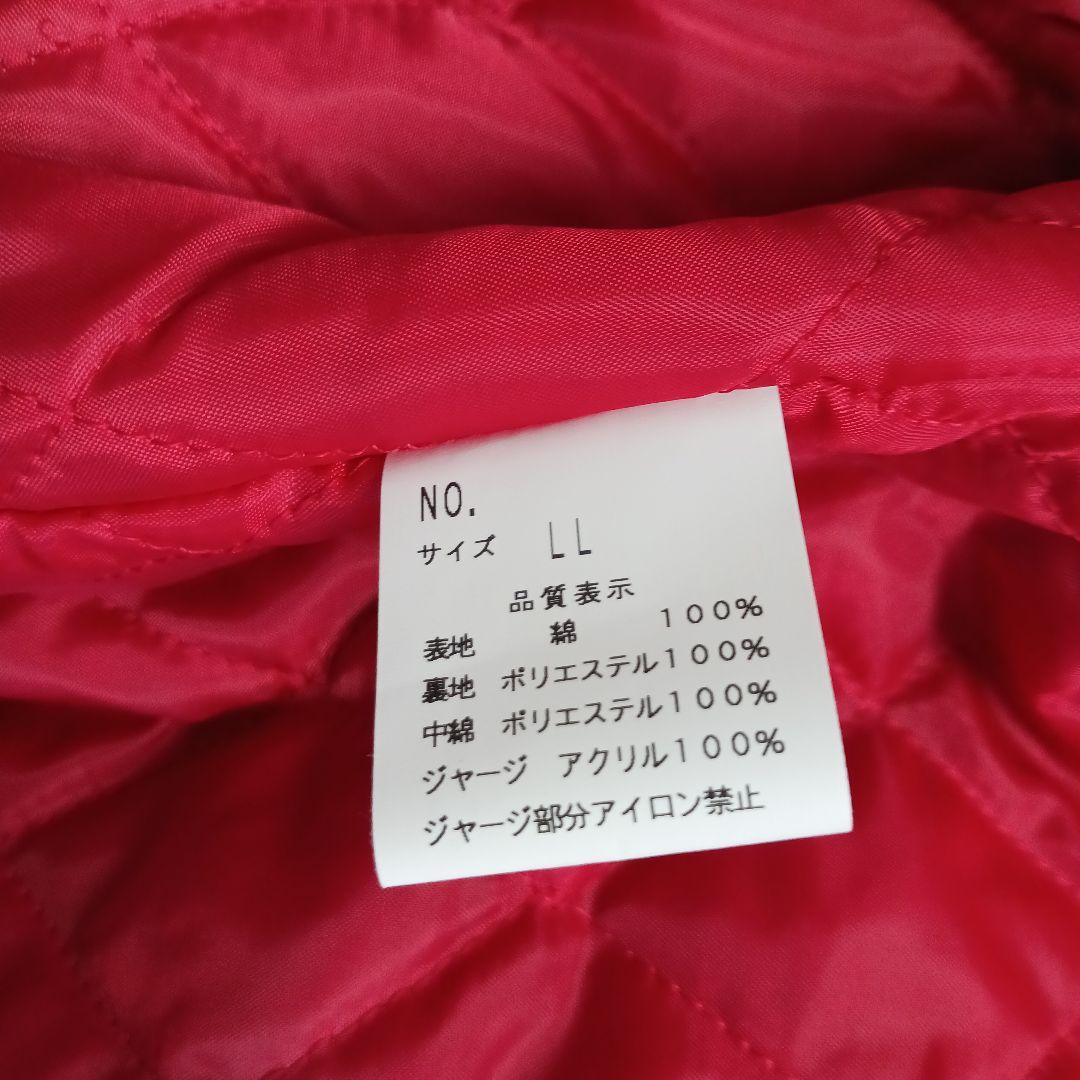 NO.
サイズ LL
品質表示
表地 綿 100%
裏地 ポリエステル100%
中綿 ポリエステル100%
ジャージ アクリル100%
ジャージ部分アイロン禁止